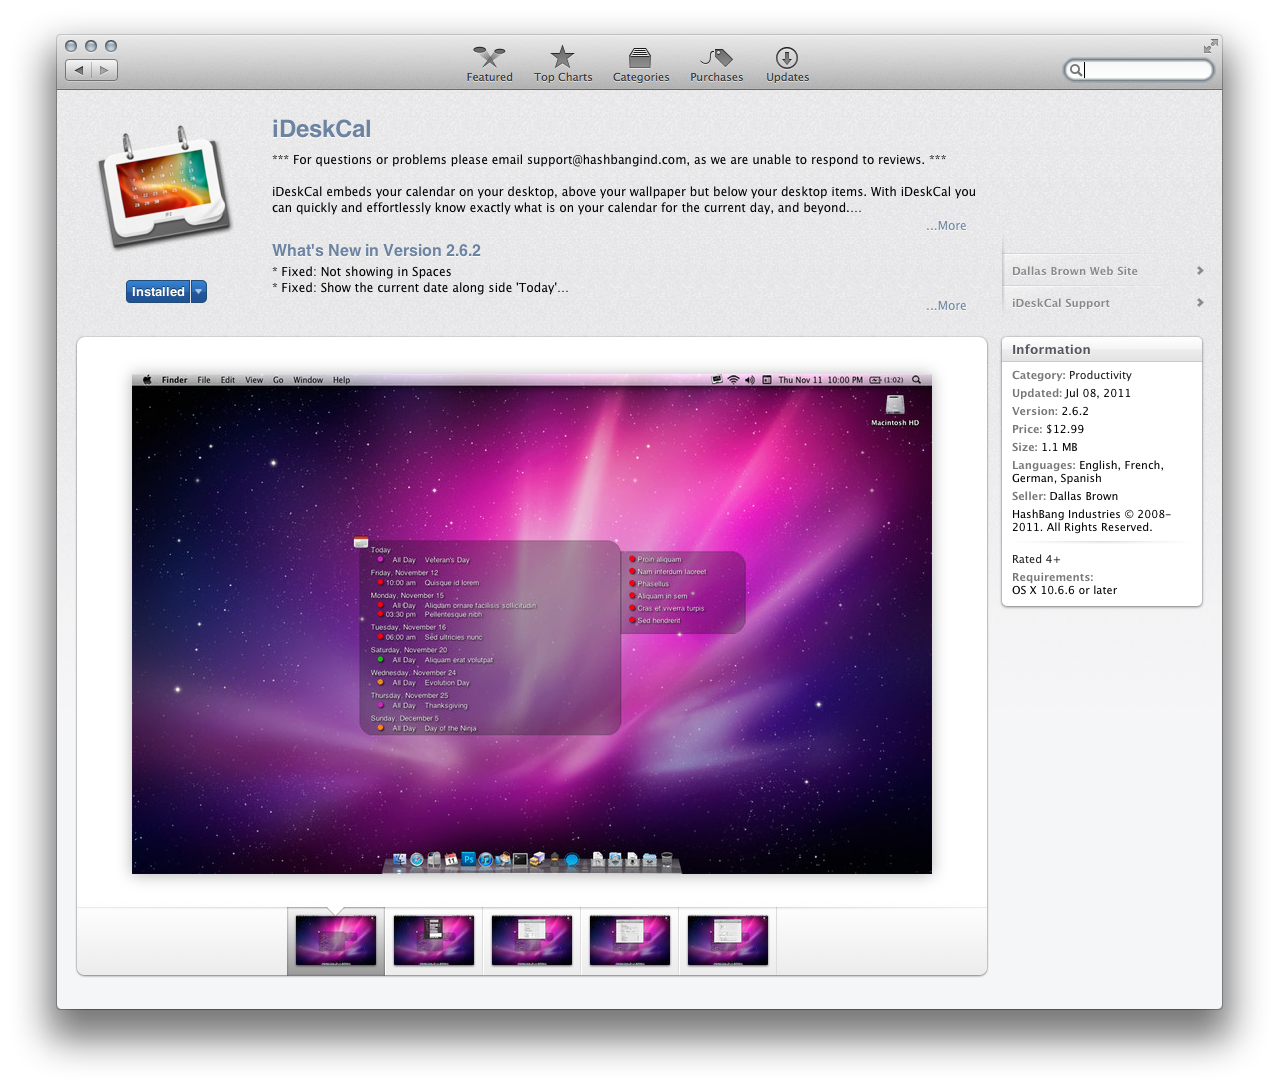 Featured
Top Charts
Categories
Purchases
Updates
iDeskCal
*** For questions or problems please email support@hashbangind.com, as we are unable to respond to reviews. ***
iDeskCal embeds your calendar on your desktop, above your wallpaper but below your desktop items. With iDeskCal you
can quickly and effortlessly know exactly what is on your calendar for the current day, and beyond....
...More
What's New in Version 2.6.2
* Fixed: Not showing in Spaces
* Fixed: Show the current date along side 'Today'...
...More
Installed
Dallas Brown Web Site
iDeskCal Support
Finder File Edit View Go Window Help
Thu Nov 11 10:00 PM (1:02)
Macintosh HD
Today
All Day Veteran's Day
Friday, November 12
10:00 am Quisque id lorem
Monday, November 15
All Day Aliquam ornare facilisis sollicitudin
03:30 pm Pellentesque nibh
Tuesday, November 16
06:00 am Sed ultricies nunc
Saturday, November 20
All Day Aliquam erat volutpat
Wednesday, November 24
All Day Evolution Day
Thursday, November 25
All Day Thanksgiving
Sunday, December 5
All Day Day of the Ninja
Proin aliquam
Nam interdum laoreet
Phasellus
Aliquam in sem
Cras et viverra turpis
Sed hendrerit
11
Ps
Information
Category: Productivity
Updated: Jul 08, 2011
Version: 2.6.2
Price: $12.99
Size: 1.1 MB
Languages: English, French,
German, Spanish
Seller: Dallas Brown
HashBang Industries © 2008-
2011. All Rights Reserved.
Rated 4+
Requirements:
OS X 10.6.6 or later